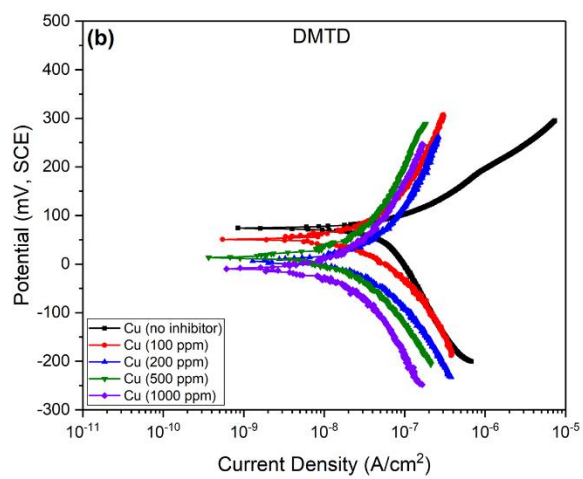 (b)
DMTD
500
400
300
200
100
0
-100
-200
-300
Potential (mV, SCE)
Cu (no inhibitor)
Cu (100 ppm)
Cu (200 ppm)
Cu (500 ppm)
Cu (1000 ppm)
10⁻¹¹ 10⁻¹⁰ 10⁻⁹ 10⁻⁸ 10⁻⁷ 10⁻⁶ 10⁻⁵
Current Density (A/cm²)